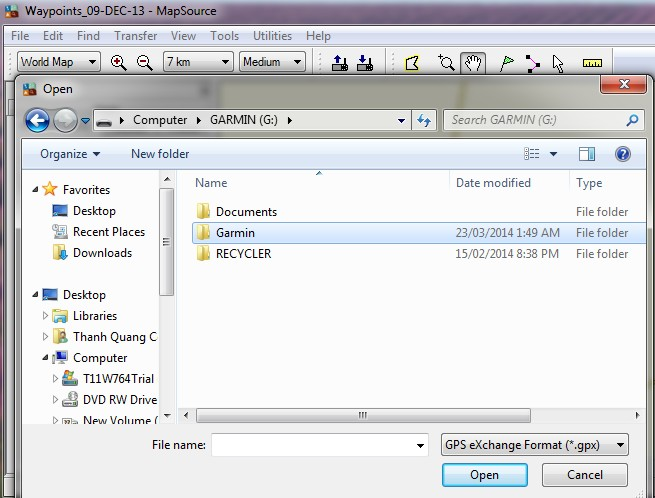 Waypoints_09-DEC-13 - MapSource
File Edit Find Transfer View Tools Utilities Help
World Map 7 km Medium
Open
Computer GARMIN (G:) Search GARMIN (G:)
Organize New folder
Name Date modified Type
Favorites
Desktop
Recent Places
Downloads
Desktop
Libraries
Thanh Quang C
Computer
T11W764Trial
DVD RW Drive
New Volume (
Documents File folder
Garmin 23/03/2014 1:49 AM File folder
RECYCLER 15/02/2014 8:38 PM File folder
File name: GPS eXchange Format (*.gpx)
Open Cancel